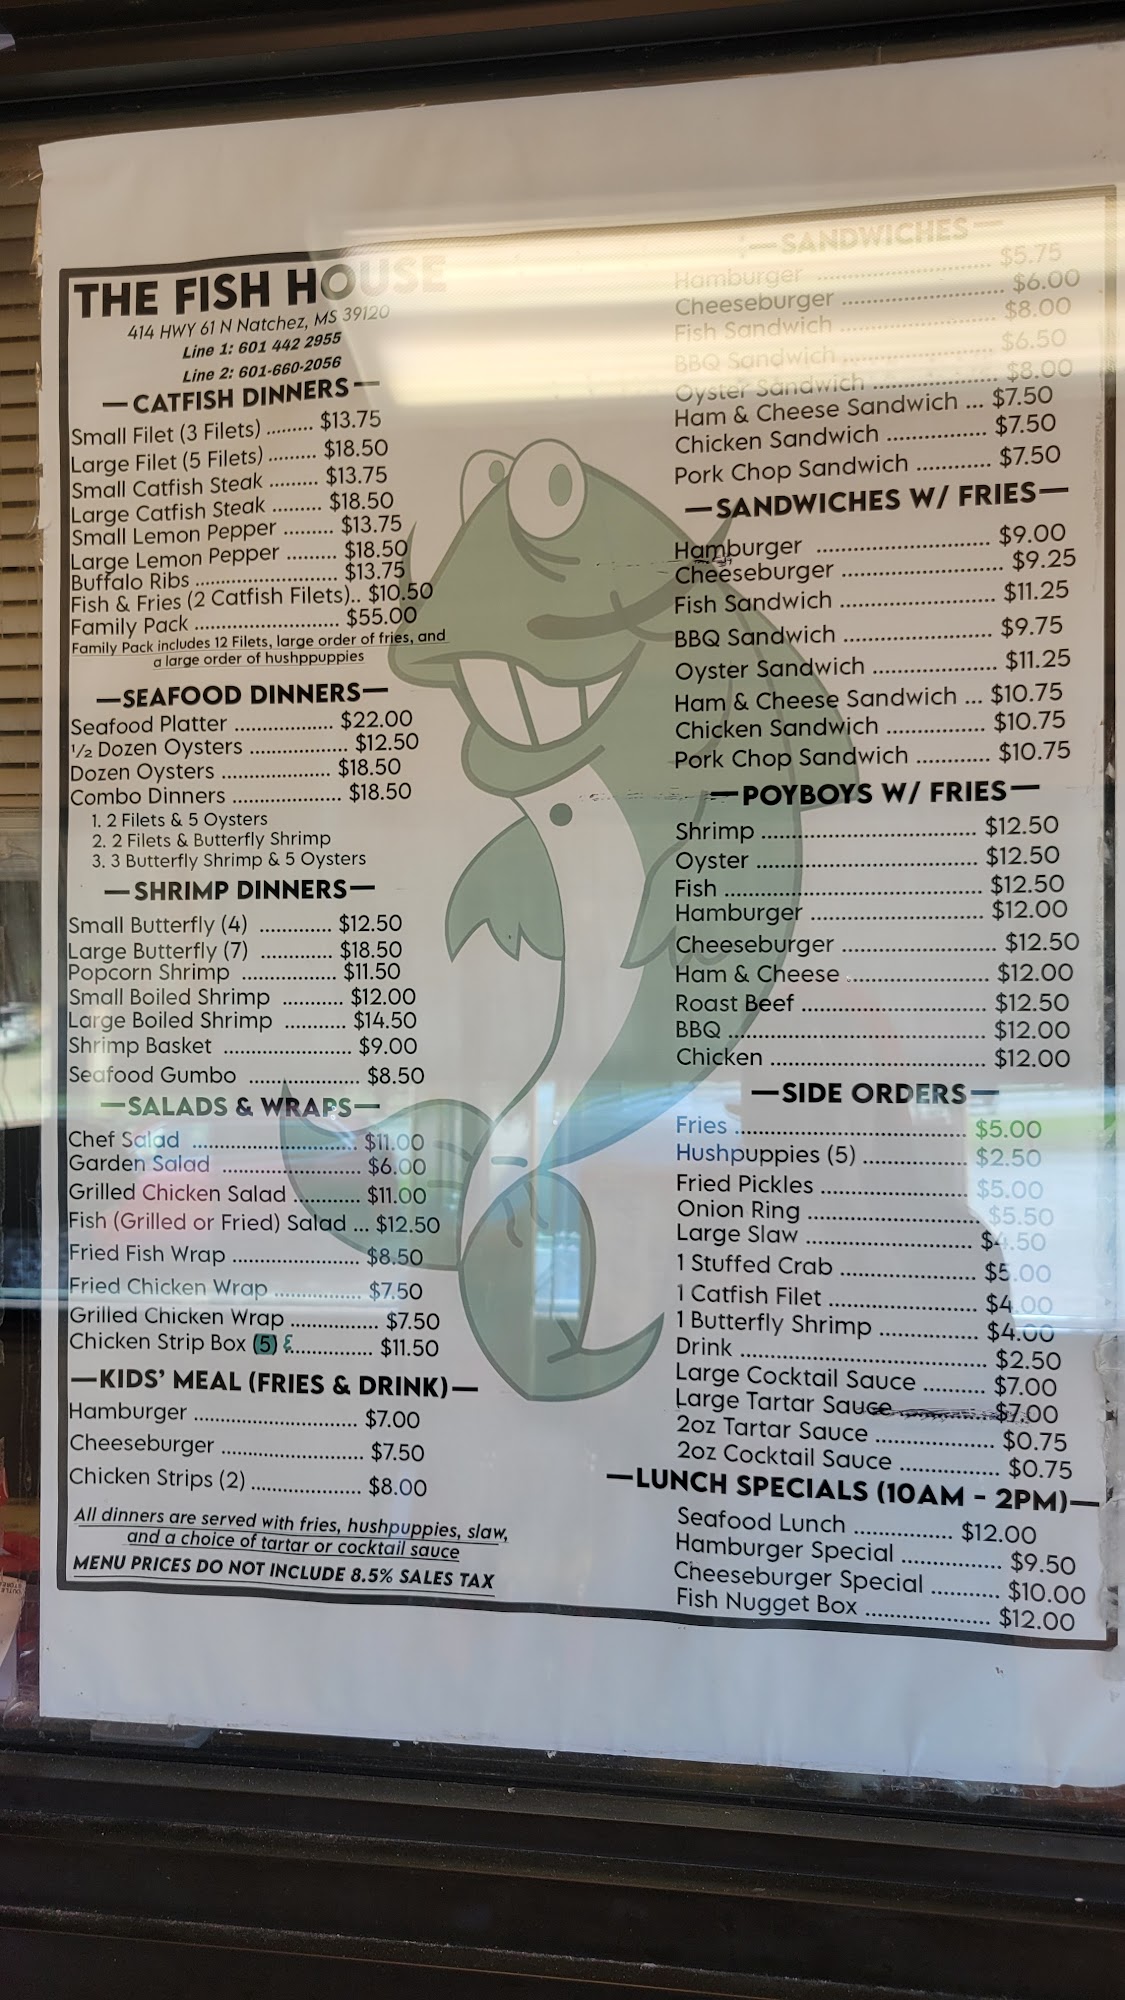 THE FISH HOUSE
414 HWY 61 N Natchez, MS 39120
Line 1: 601 442 2955
Line 2: 601-660-2056
—CATFISH DINNERS—
Small Filet (3 Filets) ......... $13.75
Large Filet (5 Filets) ......... $18.50
Small Catfish Steak ......... $13.75
Large Catfish Steak ......... $18.50
Small Lemon Pepper ......... $13.75
Large Lemon Pepper ......... $18.50
Buffalo Ribs ......................... $13.75
Fish & Fries (2 Catfish Filets).. $10.50
Family Pack ......................... $55.00
Family Pack includes 12 Filets, large order of fries, and
a large order of hushppuppies
—SEAFOOD DINNERS—
Seafood Platter ................. $22.00
1/2 Dozen Oysters ................. $12.50
Dozen Oysters ................... $18.50
Combo Dinners ................... $18.50
1. 2 Filets & 5 Oysters
2. 2 Filets & Butterfly Shrimp
3. 3 Butterfly Shrimp & 5 Oysters
—SHRIMP DINNERS—
Small Butterfly (4) ............. $12.50
Large Butterfly (7) ............. $18.50
Popcorn Shrimp ................. $11.50
Small Boiled Shrimp ........... $12.00
Large Boiled Shrimp ........... $14.50
Shrimp Basket ....................... $9.00
Seafood Gumbo ................... $8.50
—SALADS & WRAPS—
Chef Salad ............................ $11.00
Garden Salad ........................ $6.00
Grilled Chicken Salad ............ $11.00
Fish (Grilled or Fried) Salad ... $12.50
Fried Fish Wrap ...................... $8.50
Fried Chicken Wrap ................ $7.50
Grilled Chicken Wrap ................ $7.50
Chicken Strip Box (5) ............... $11.50
—KIDS' MEAL (FRIES & DRINK)—
Hamburger ............................ $7.00
Cheeseburger ......................... $7.50
Chicken Strips (2) .................... $8.00
All dinners are served with fries, hushpuppies, slaw,
and a choice of tartar or cocktail sauce
MENU PRICES DO NOT INCLUDE 8.5% SALES TAX
—SANDWICHES—
Hamburger .............................. $5.75
Cheeseburger ........................... $6.00
Fish Sandwich ........................... $8.00
BBQ Sandwich .......................... $6.50
Oyster Sandwich ..................... $8.00
Ham & Cheese Sandwich ... $7.50
Chicken Sandwich ................ $7.50
Pork Chop Sandwich ............ $7.50
—SANDWICHES W/ FRIES—
Hamburger .............................. $9.00
Cheeseburger ........................... $9.25
Fish Sandwich ........................... $11.25
BBQ Sandwich ......................... $9.75
Oyster Sandwich ..................... $11.25
Ham & Cheese Sandwich ... $10.75
Chicken Sandwich ................ $10.75
Pork Chop Sandwich ............ $10.75
—POYBOYS W/ FRIES—
Shrimp ..................................... $12.50
Oyster ...................................... $12.50
Fish ........................................... $12.50
Hamburger ............................. $12.00
Cheeseburger .......................... $12.50
Ham & Cheese ........................ $12.00
Roast Beef ............................... $12.50
BBQ ........................................... $12.00
Chicken .................................... $12.00
—SIDE ORDERS—
Fries ....................................... $5.00
Hushpuppies (5) .................. $2.50
Fried Pickles .......................... $5.00
Onion Ring ............................. $5.50
Large Slaw ............................ $4.50
1 Stuffed Crab ....................... $5.00
1 Catfish Filet ......................... $4.00
1 Butterfly Shrimp ................. $4.00
Drink ......................................... $2.50
Large Cocktail Sauce .......... $7.00
Large Tartar Sauce ............... $7.00
2oz Tartar Sauce .................... $0.75
2oz Cocktail Sauce ................. $0.75
—LUNCH SPECIALS (10AM - 2PM)—
Seafood Lunch ................ $12.00
Hamburger Special ................. $9.50
Cheeseburger Special ........... $10.00
Fish Nugget Box ..................... $12.00